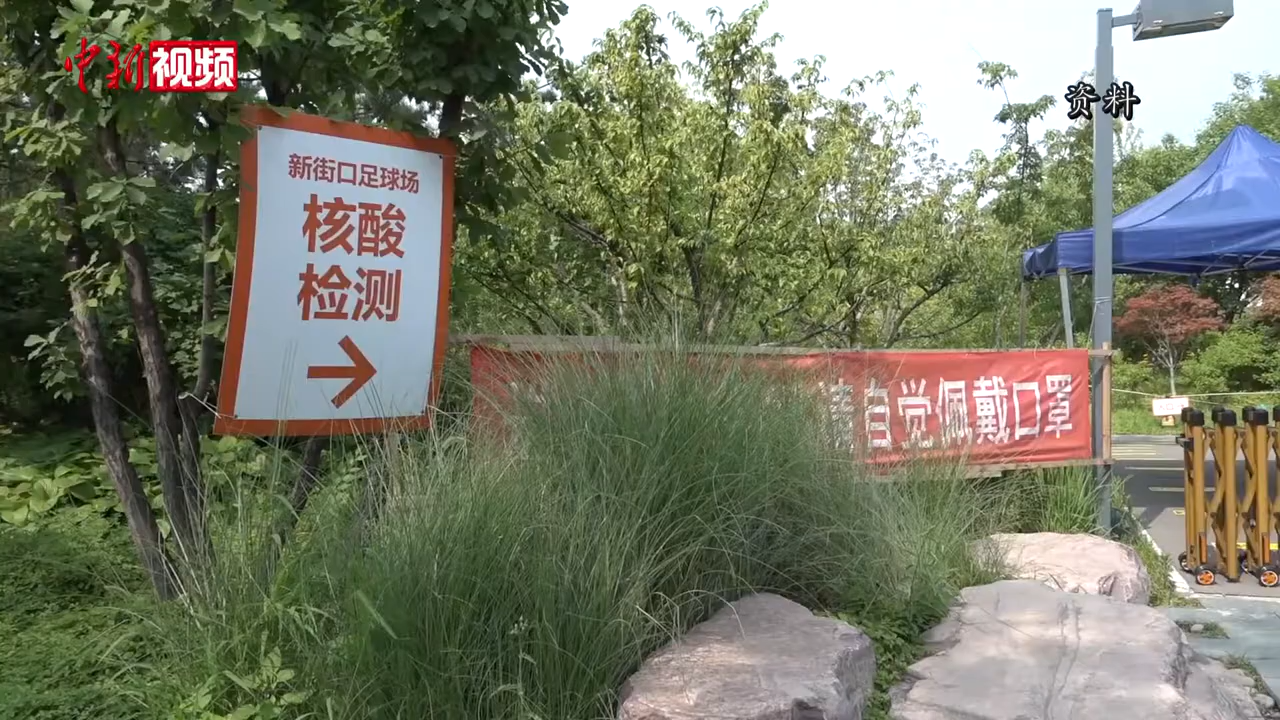 中新视频
资料
新街口足球场
核酸
检测
请自觉佩戴口罩